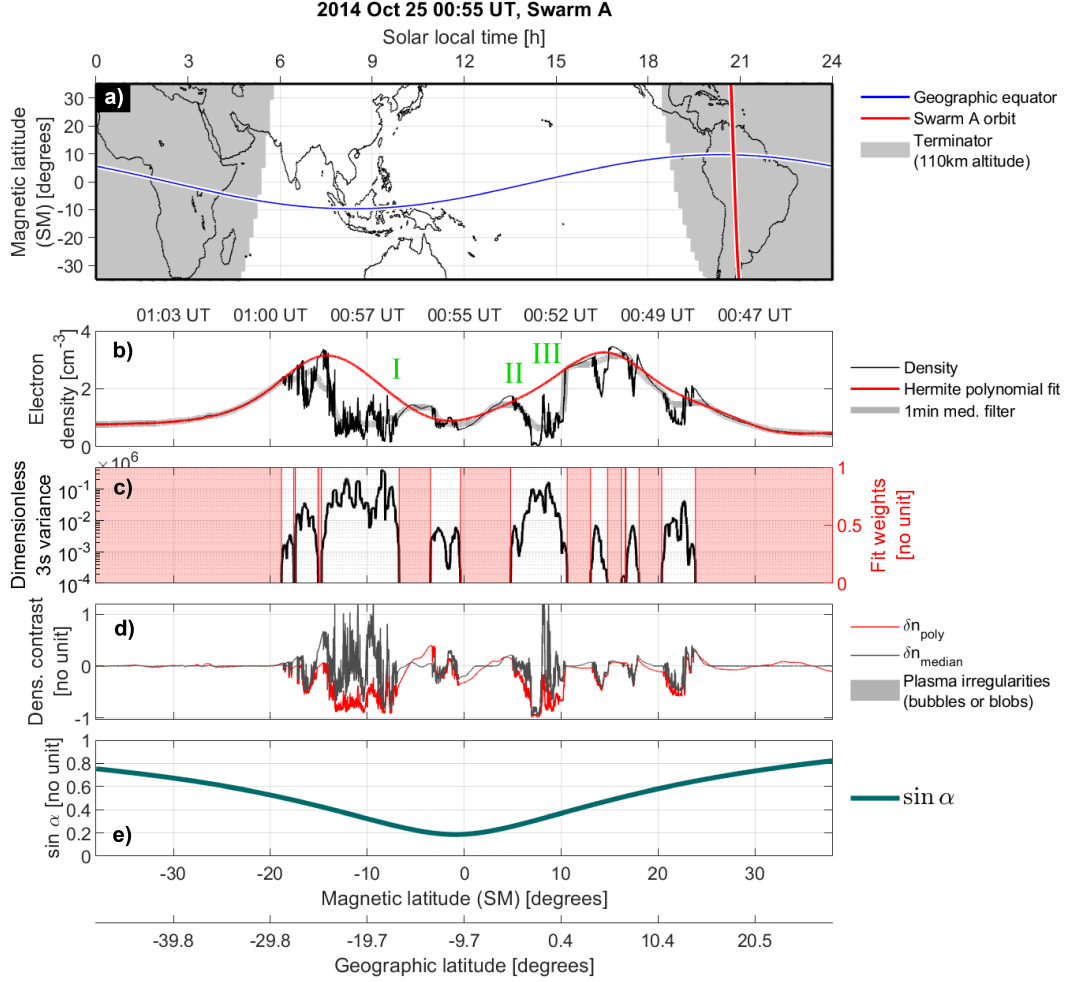 2014 Oct 25 00:55 UT, Swarm A
Solar local time [h]
0 3 6 9 12 15 18 21 24
a)
Magnetic latitude
(SM) [degrees]
30
20
10
0
-10
-20
-30
Geographic equator
Swarm A orbit
Terminator
(110km altitude)
01:03 UT 01:00 UT 00:57 UT 00:55 UT 00:52 UT 00:49 UT 00:47 UT
b)
Electron
density [cm-3]
4
2
0
I
II
III
Density
Hermite polynomial fit
1min med. filter
× 10^6
c)
Dimensionless
3s variance
10^-1
10^-2
10^-3
10^-4
1
0.5
0
Fit weights
[no unit]
d)
Dens. contrast
[no unit]
1
0
-1
δn_poly
δn_median
Plasma irregularities
(bubbles or blobs)
e)
sin α [no unit]
1
0.8
0.6
0.4
0.2
0
sin α
-30 -20 -10 0 10 20 30
Magnetic latitude (SM) [degrees]
-39.8 -29.8 -19.7 -9.7 0.4 10.4 20.5
Geographic latitude [degrees]